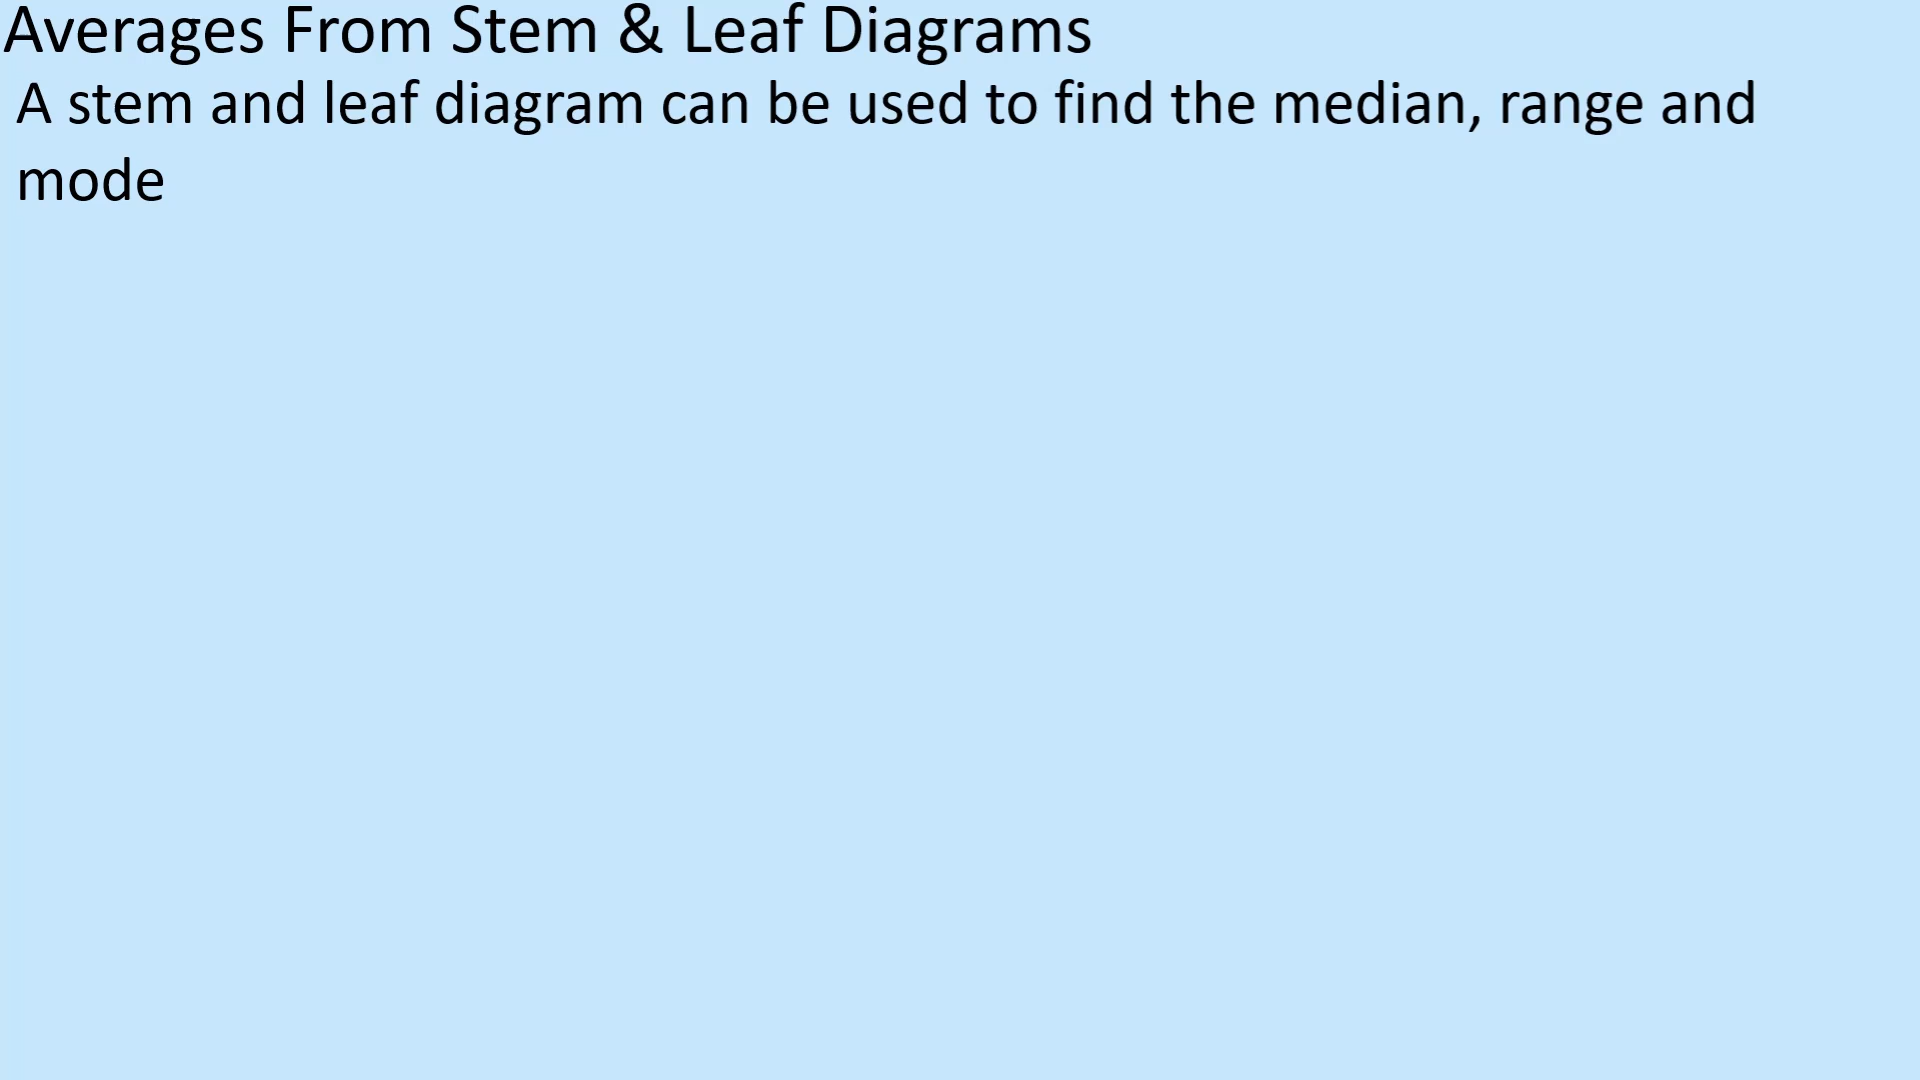 Averages From Stem & Leaf Diagrams
A stem and leaf diagram can be used to find the median, range and
mode